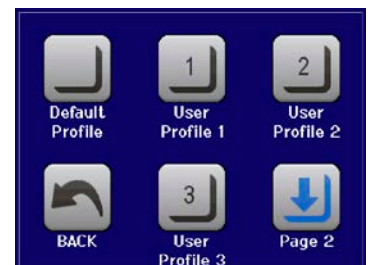 1
2
Default
Profile
User
Profile 1
User
Profile 2
3
BACK
User
Profile 3
Page 2